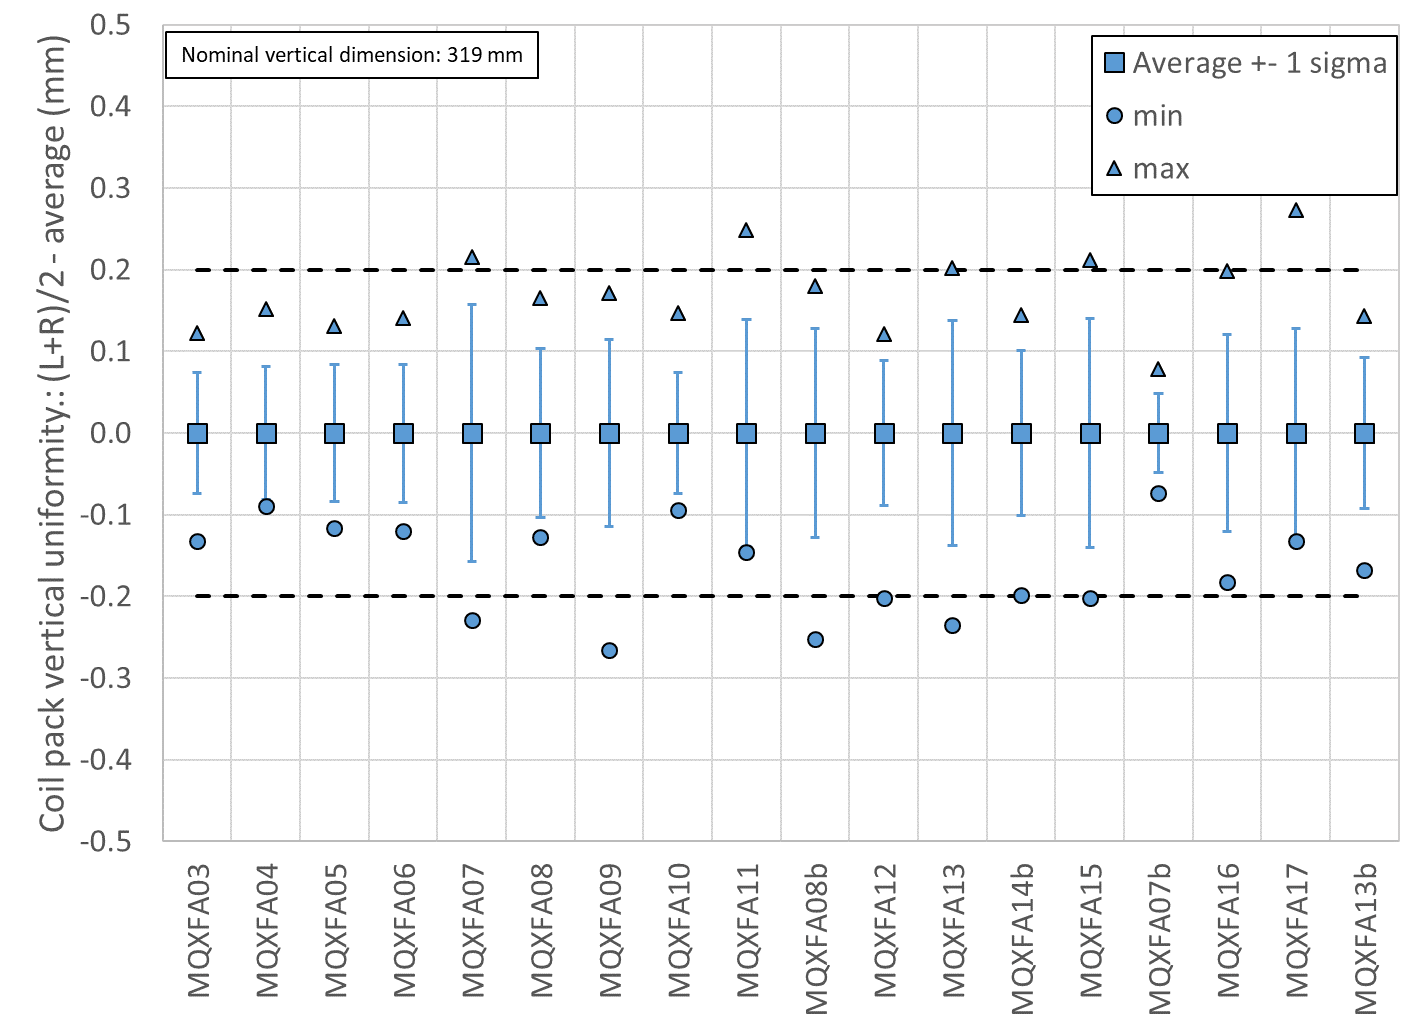 Coil pack vertical uniformity.: (L+R)/2 - average (mm)
0.5
0.4
0.3
0.2
0.1
0.0
-0.1
-0.2
-0.3
-0.4
-0.5
Nominal vertical dimension: 319 mm
Average +- 1 sigma
min
max
MQXFA03
MQXFA04
MQXFA05
MQXFA06
MQXFA07
MQXFA08
MQXFA09
MQXFA10
MQXFA11
MQXFA08b
MQXFA12
MQXFA13
MQXFA14b
MQXFA15
MQXFA07b
MQXFA16
MQXFA17
MQXFA13b